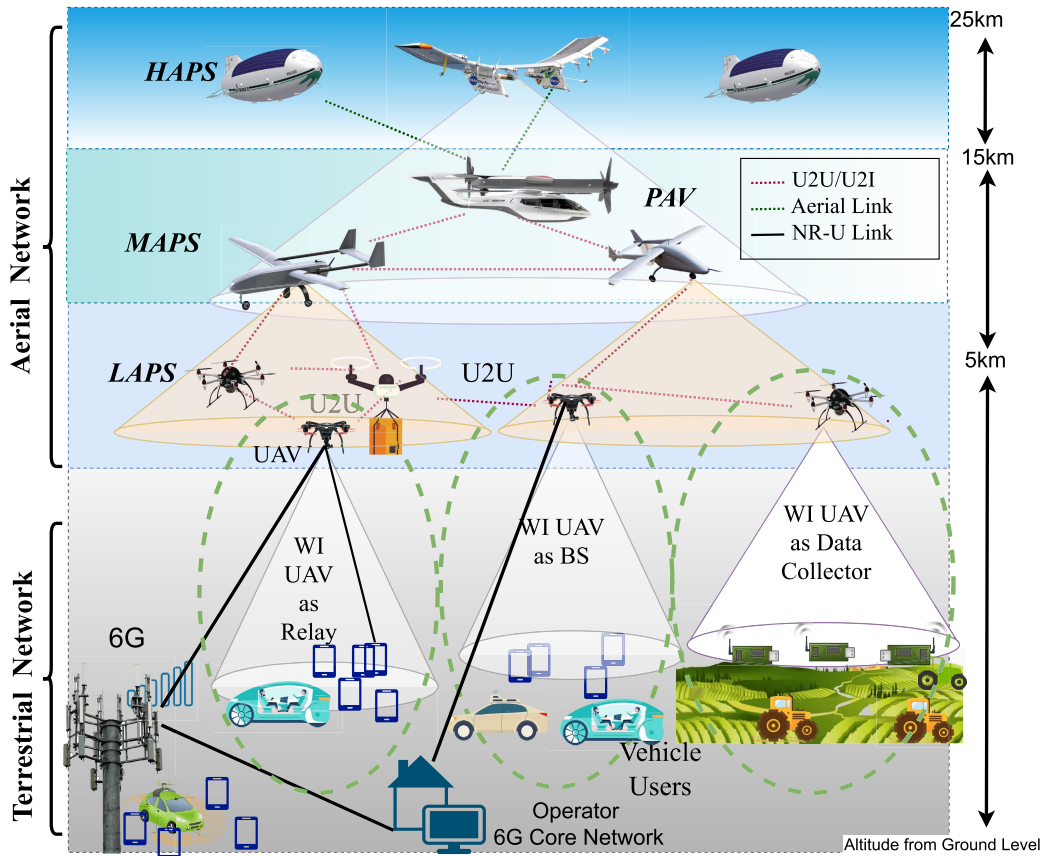 25km
HAPS
15km
U2U/U2I
Aerial Link
NR-U Link
PAV
MAPS
Aerial Network
5km
LAPS
U2U
U2U
UAV
WI
UAV
as
Relay
WI UAV
as BS
WI UAV
as Data
Collector
Terrestrial Network
6G
Vehicle
Users
Operator
6G Core Network
Altitude from Ground Level